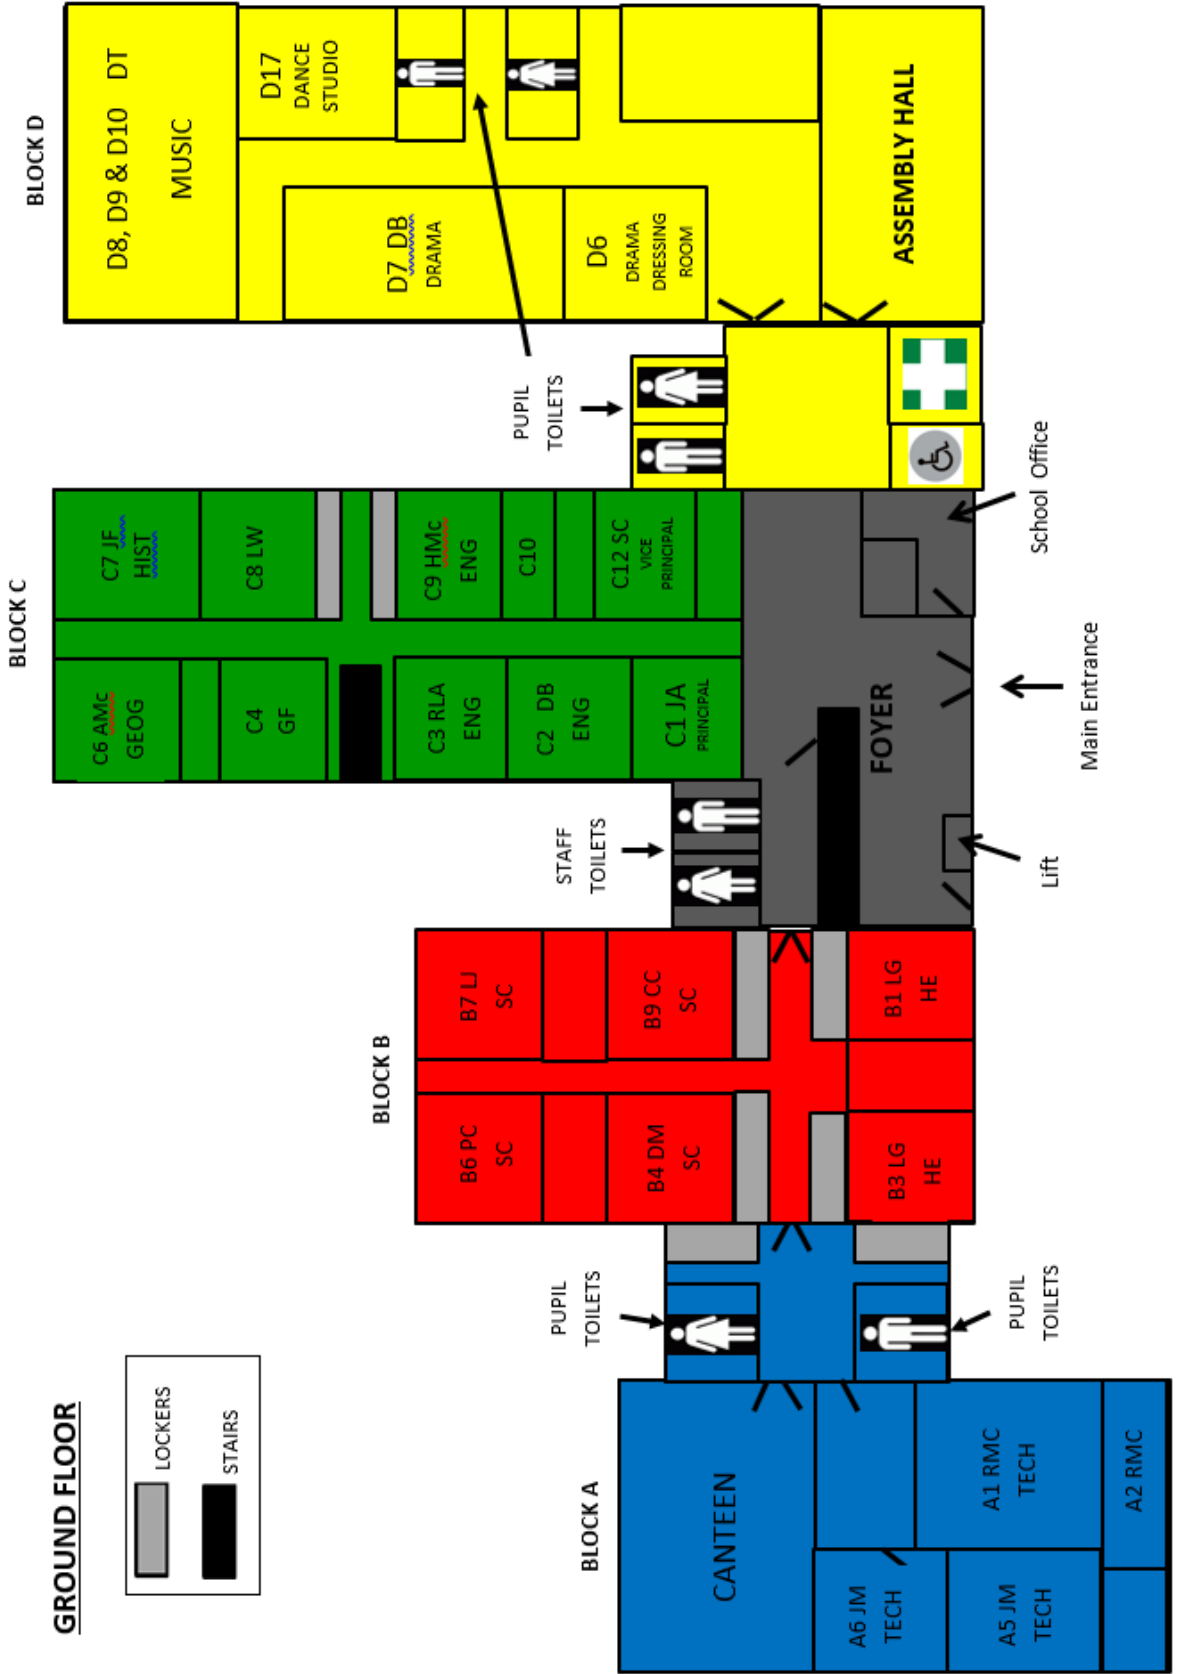 GROUND FLOOR
LOCKERS
STAIRS
BLOCK A
CANTEEN
A6 JM
TECH
A5 JM
TECH
A1 RMC
TECH
A2 RMC
PUPIL
TOILETS
PUPIL
TOILETS
BLOCK B
B6 PC
SC
B7 LJ
SC
B4 DM
SC
B9 CC
SC
B3 LG
HE
B1 LG
HE
STAFF
TOILETS
FOYER
Lift
Main Entrance
School Office
BLOCK C
C6 AMc
GEOG
C7 JF
HIST
C4
GF
C8 LW
C3 RLA
ENG
C9 HMc
ENG
C2 DB
ENG
C10
C1 JA
PRINCIPAL
C12 SC
VICE
PRINCIPAL
PUPIL
TOILETS
BLOCK D
D8, D9 & D10 DT
MUSIC
D7 DB
DRAMA
D17
DANCE
STUDIO
D6
DRAMA
DRESSING
ROOM
ASSEMBLY HALL